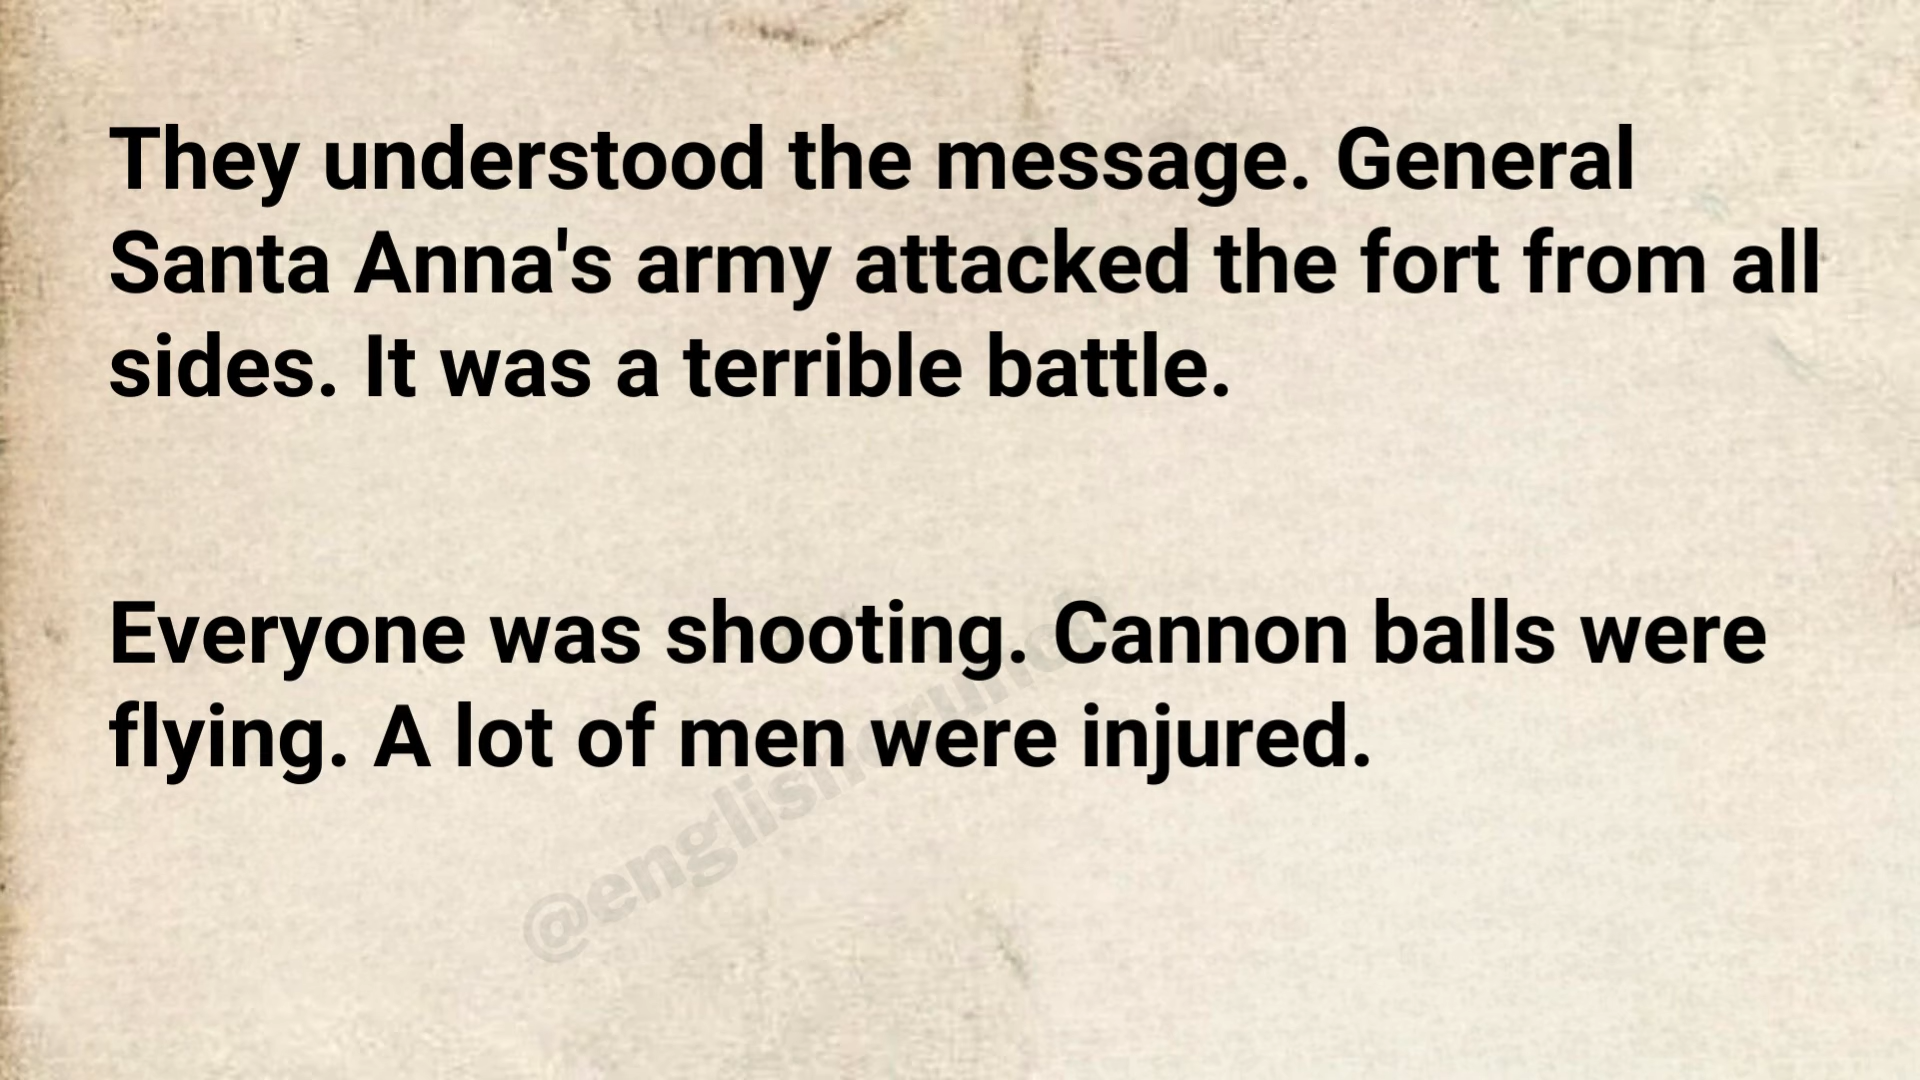 They understood the message. General
Santa Anna's army attacked the fort from all
sides. It was a terrible battle.
Everyone was shooting. Cannon balls were
flying. A lot of men were injured.